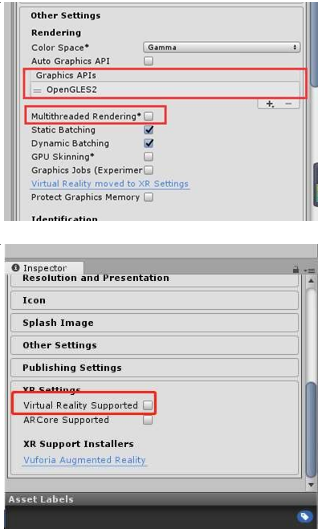 Other Settings
Rendering
Color Space* Gamma
Auto Graphics API
Graphics APIs
OpenGLES2
Multithreaded Rendering*
Static Batching
Dynamic Batching
GPU Skinning*
Graphics Jobs (Experimer
Virtual Reality moved to XR Settings
Protect Graphics Memory
Identification
Inspector
Resolution and Presentation
Icon
Splash Image
Other Settings
Publishing Settings
XR Settings
Virtual Reality Supported
ARCore Supported
XR Support Installers
Vuforia Augmented Reality
Asset Labels